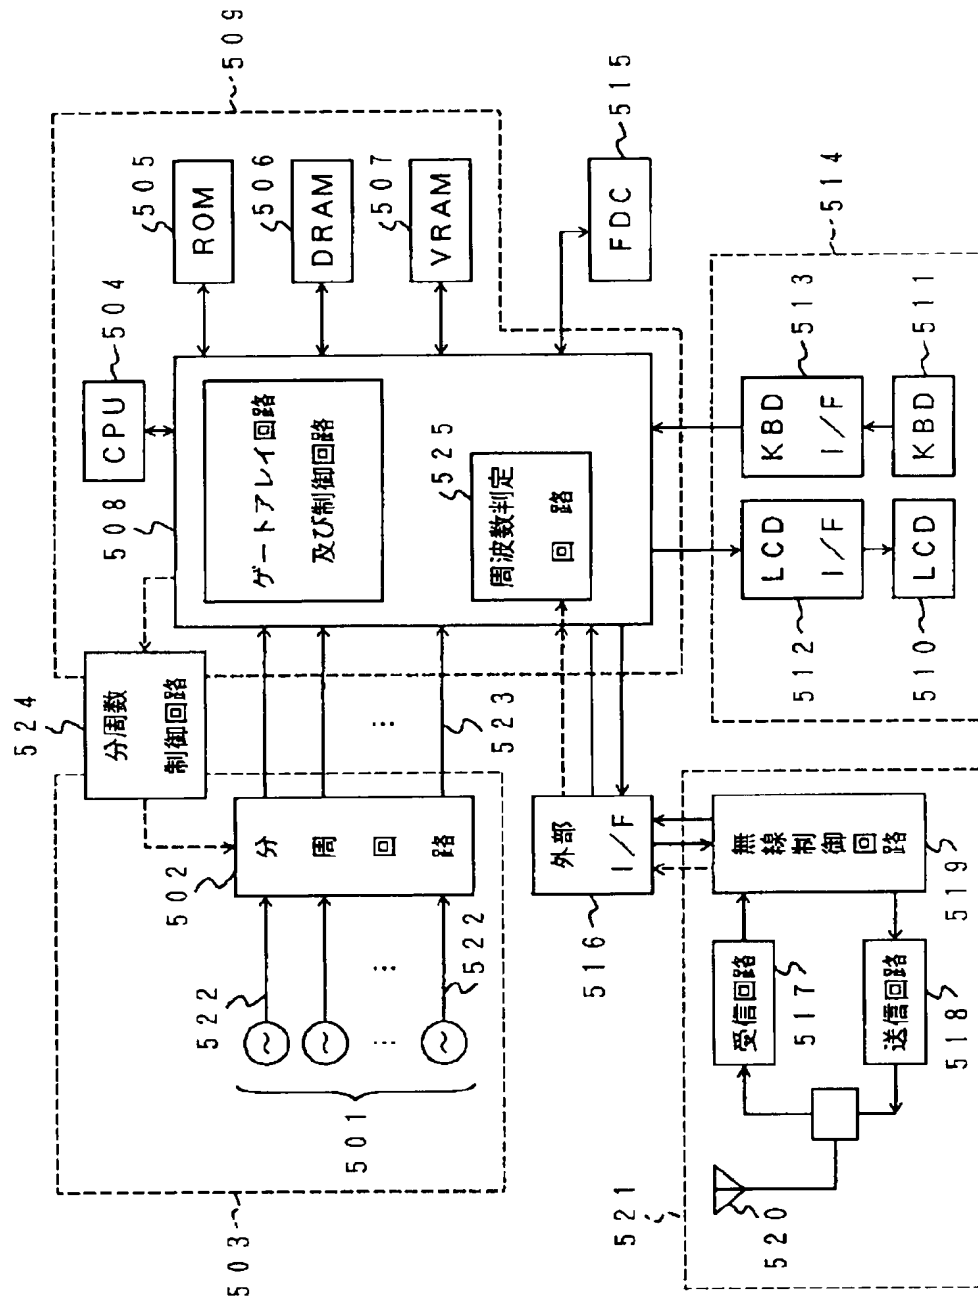 524
分周数
制御回路
508
504
CPU
505
ROM
506
DRAM
507
VRAM
509
503
501
522
522
502
分周回路
523
ゲートアレイ回路
及び制御回路
525
周波数判定
回路
FDC
515
516
外部
I/F
521
520
受信回路
517
送信回路
518
無線制御回路
519
512
LCD
I/F
510
LCD
KBD
I/F
513
KBD
511
514